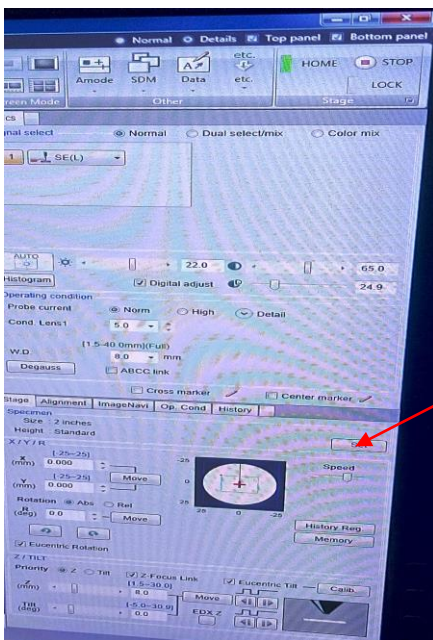 Normal Details Top panel Bottom panel
etc.
Amode SDM Data etc. HOME STOP
LOCK
Screen Mode Other Stage
Signal select Normal Dual select/mix Color mix
1 SE(L)
AUTO 22.0 65.0
Histogram Digital adjust 24.9
Operating condition
Probe current Norm High Detail
Cond. Lens1 5.0
[1.5-40.0mm](Full)
W.D. 8.0 mm
Degauss ABCC link
Cross marker Center marker
Stage Alignment ImageNavi Op. Cond History
Specimen
Size 2 inches
Height Standard
X/Y/R
X (mm) [-25~25] 0.000 -25 Speed
Y (mm) [-25~25] 0.000 Move 0
Rotation Abs Rel 25
R (deg) 0.0 Move 25 0 -25
History Reg.
Memory
Eucentric Rotation
Z / TILT
Priority Z Tilt Z-Focus Link Eucentric Tilt Calib.
Z (mm) [1.5~30.0] 8.0 Move
Tilt (deg) [-5.0~30.9] 0.0 EDX Z